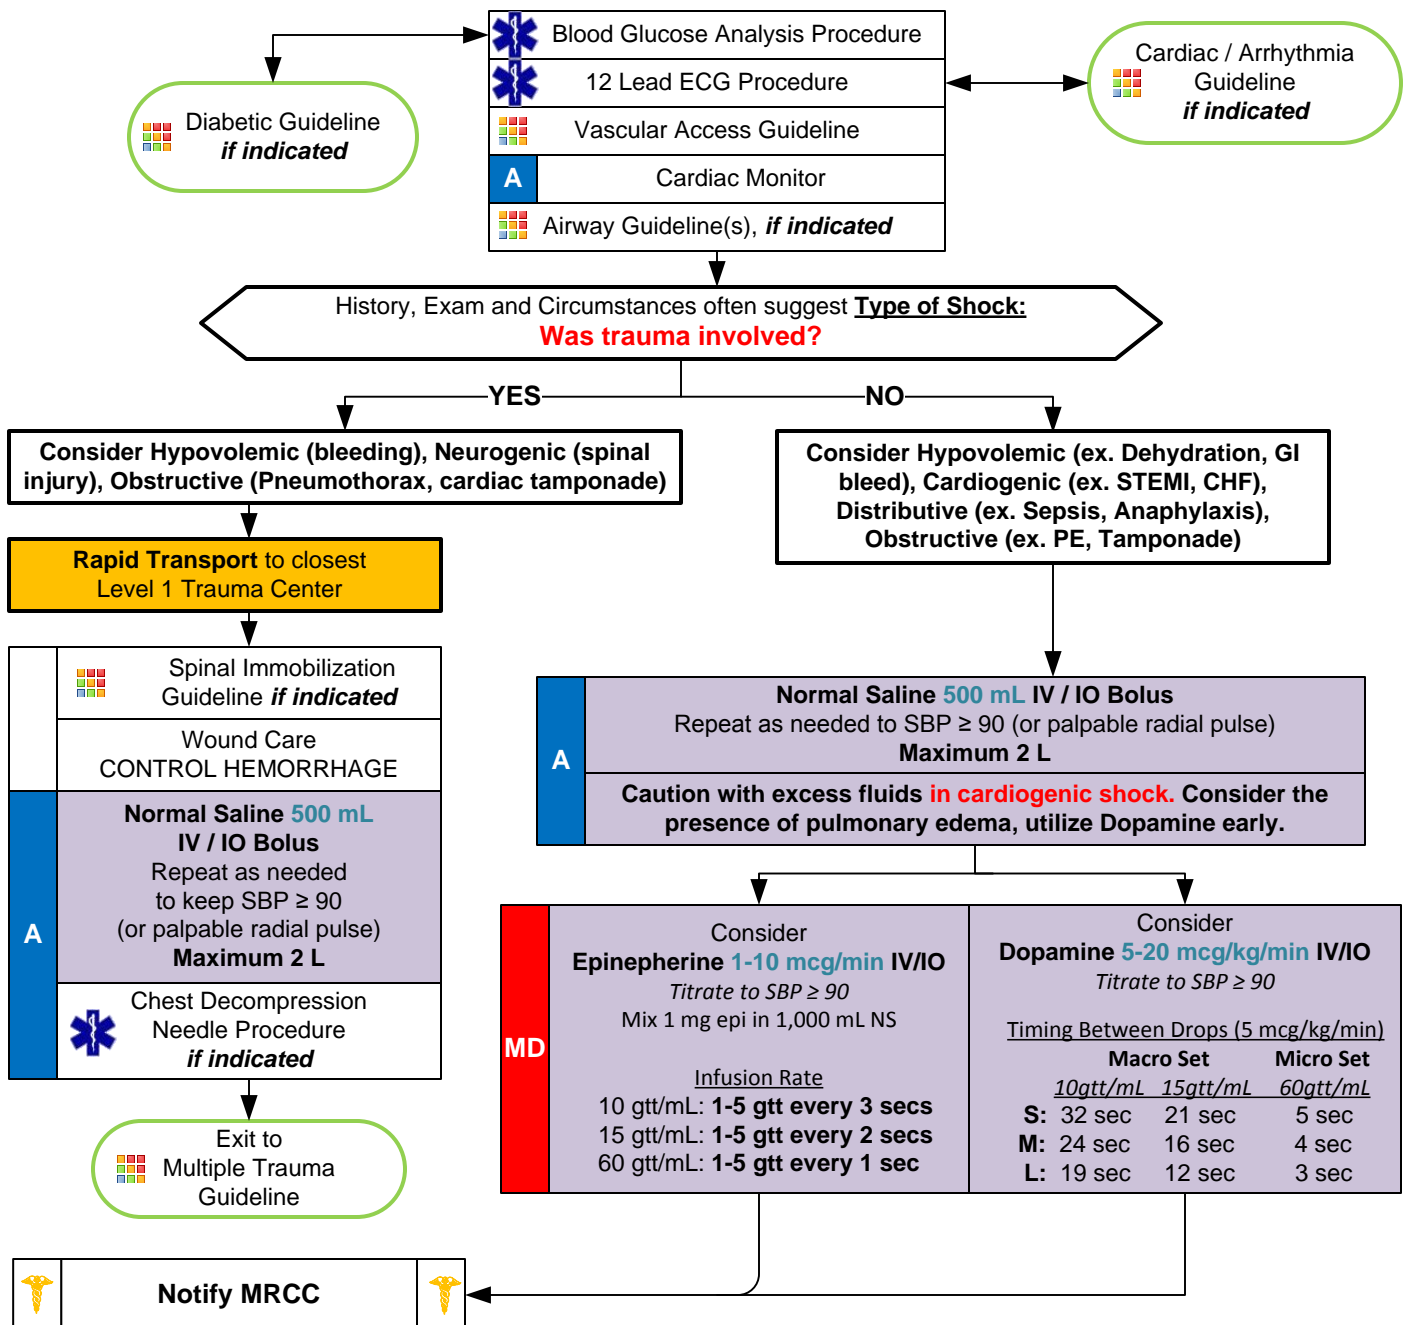 Blood Glucose Analysis Procedure
12 Lead ECG Procedure
Vascular Access Guideline
A
Cardiac Monitor
Airway Guideline(s), if indicated
Diabetic Guideline
if indicated
Cardiac / Arrhythmia
Guideline
if indicated
History, Exam and Circumstances often suggest Type of Shock:
Was trauma involved?
YES
NO
Consider Hypovolemic (bleeding), Neurogenic (spinal
injury), Obstructive (Pneumothorax, cardiac tamponade)
Rapid Transport to closest
Level 1 Trauma Center
Spinal Immobilization
Guideline if indicated
Wound Care
CONTROL HEMORRHAGE
A
Normal Saline 500 mL
IV / IO Bolus
Repeat as needed
to keep SBP ≥ 90
(or palpable radial pulse)
Maximum 2 L
Chest Decompression
Needle Procedure
if indicated
Exit to
Multiple Trauma
Guideline
Consider Hypovolemic (ex. Dehydration, GI
bleed), Cardiogenic (ex. STEMI, CHF),
Distributive (ex. Sepsis, Anaphylaxis),
Obstructive (ex. PE, Tamponade)
A
Normal Saline 500 mL IV / IO Bolus
Repeat as needed to SBP ≥ 90 (or palpable radial pulse)
Maximum 2 L
Caution with excess fluids in cardiogenic shock. Consider the
presence of pulmonary edema, utilize Dopamine early.
MD
Consider
Epinepherine 1-10 mcg/min IV/IO
Titrate to SBP ≥ 90
Mix 1 mg epi in 1,000 mL NS
Infusion Rate
10 gtt/mL: 1-5 gtt every 3 secs
15 gtt/mL: 1-5 gtt every 2 secs
60 gtt/mL: 1-5 gtt every 1 sec
Consider
Dopamine 5-20 mcg/kg/min IV/IO
Titrate to SBP ≥ 90
Timing Between Drops (5 mcg/kg/min)
Macro Set Micro Set
10gtt/mL 15gtt/mL 60gtt/mL
S: 32 sec 21 sec 5 sec
M: 24 sec 16 sec 4 sec
L: 19 sec 12 sec 3 sec
Notify MRCC